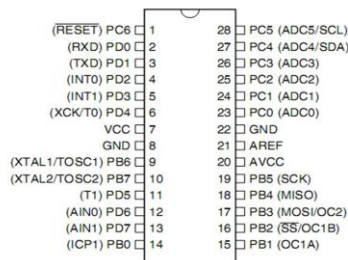 (RESET) PC6 1 28 PC5 (ADC5/SCL)
(RXD) PD0 2 27 PC4 (ADC4/SDA)
(TXD) PD1 3 26 PC3 (ADC3)
(INT0) PD2 4 25 PC2 (ADC2)
(INT1) PD3 5 24 PC1 (ADC1)
(XCK/T0) PD4 6 23 PC0 (ADC0)
VCC 7 22 GND
GND 8 21 AREF
(XTAL1/TOSC1) PB6 9 20 AVCC
(XTAL2/TOSC2) PB7 10 19 PB5 (SCK)
(T1) PD5 11 18 PB4 (MISO)
(AIN0) PD6 12 17 PB3 (MOSI/OC2)
(AIN1) PD7 13 16 PB2 (SS/OC1B)
(ICP1) PB0 14 15 PB1 (OC1A)